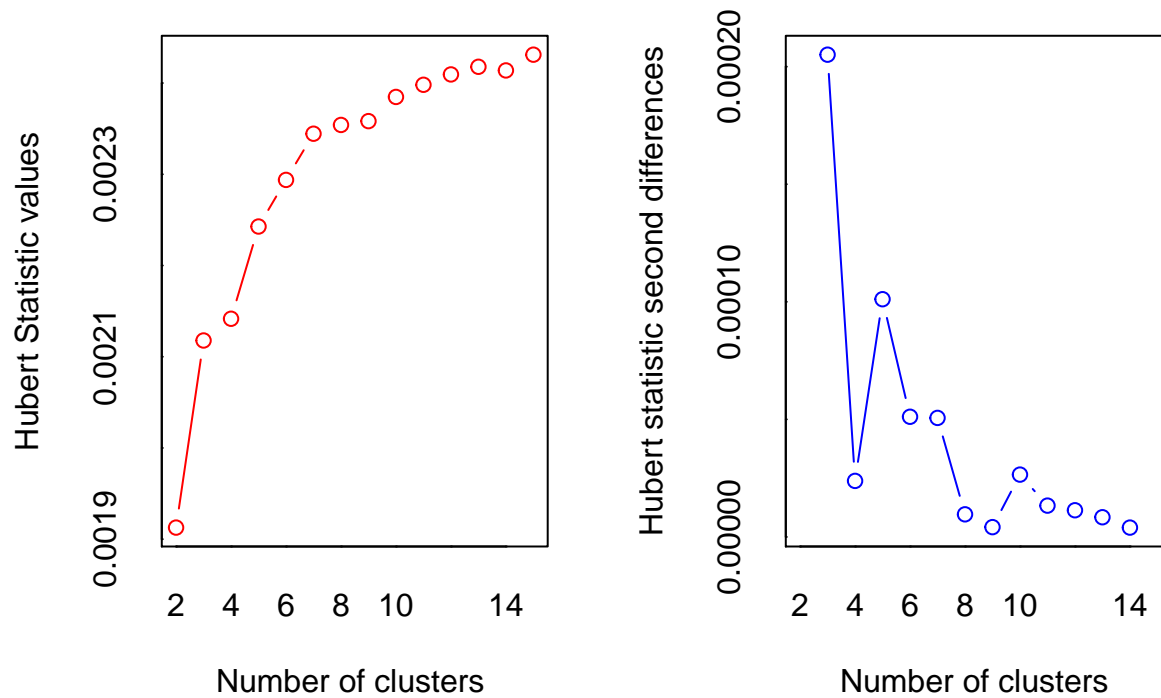 Hubert Statistic values
0.0019 0.0021 0.0023
2 4 6 8 10 14
Number of clusters
Hubert statistic second differences
0.00000 0.00010 0.00020
2 4 6 8 10 14
Number of clusters